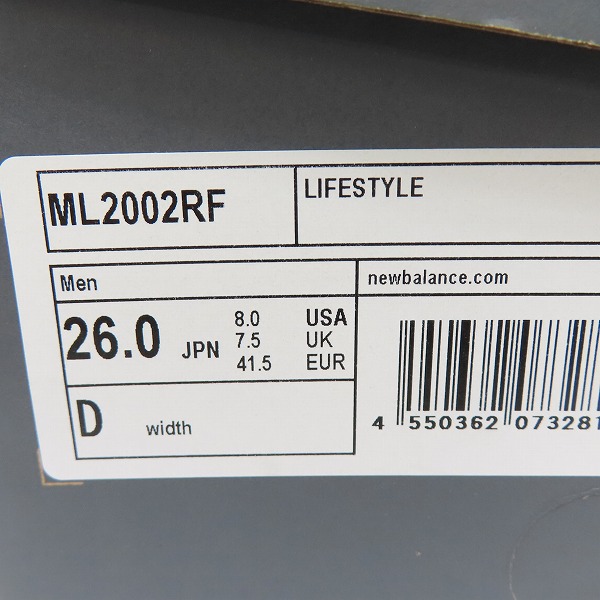 ML2002RF
LIFESTYLE
Men
newbalance.com
26.0 JPN
8.0 USA
7.5 UK
41.5 EUR
D width
4 550362 073281